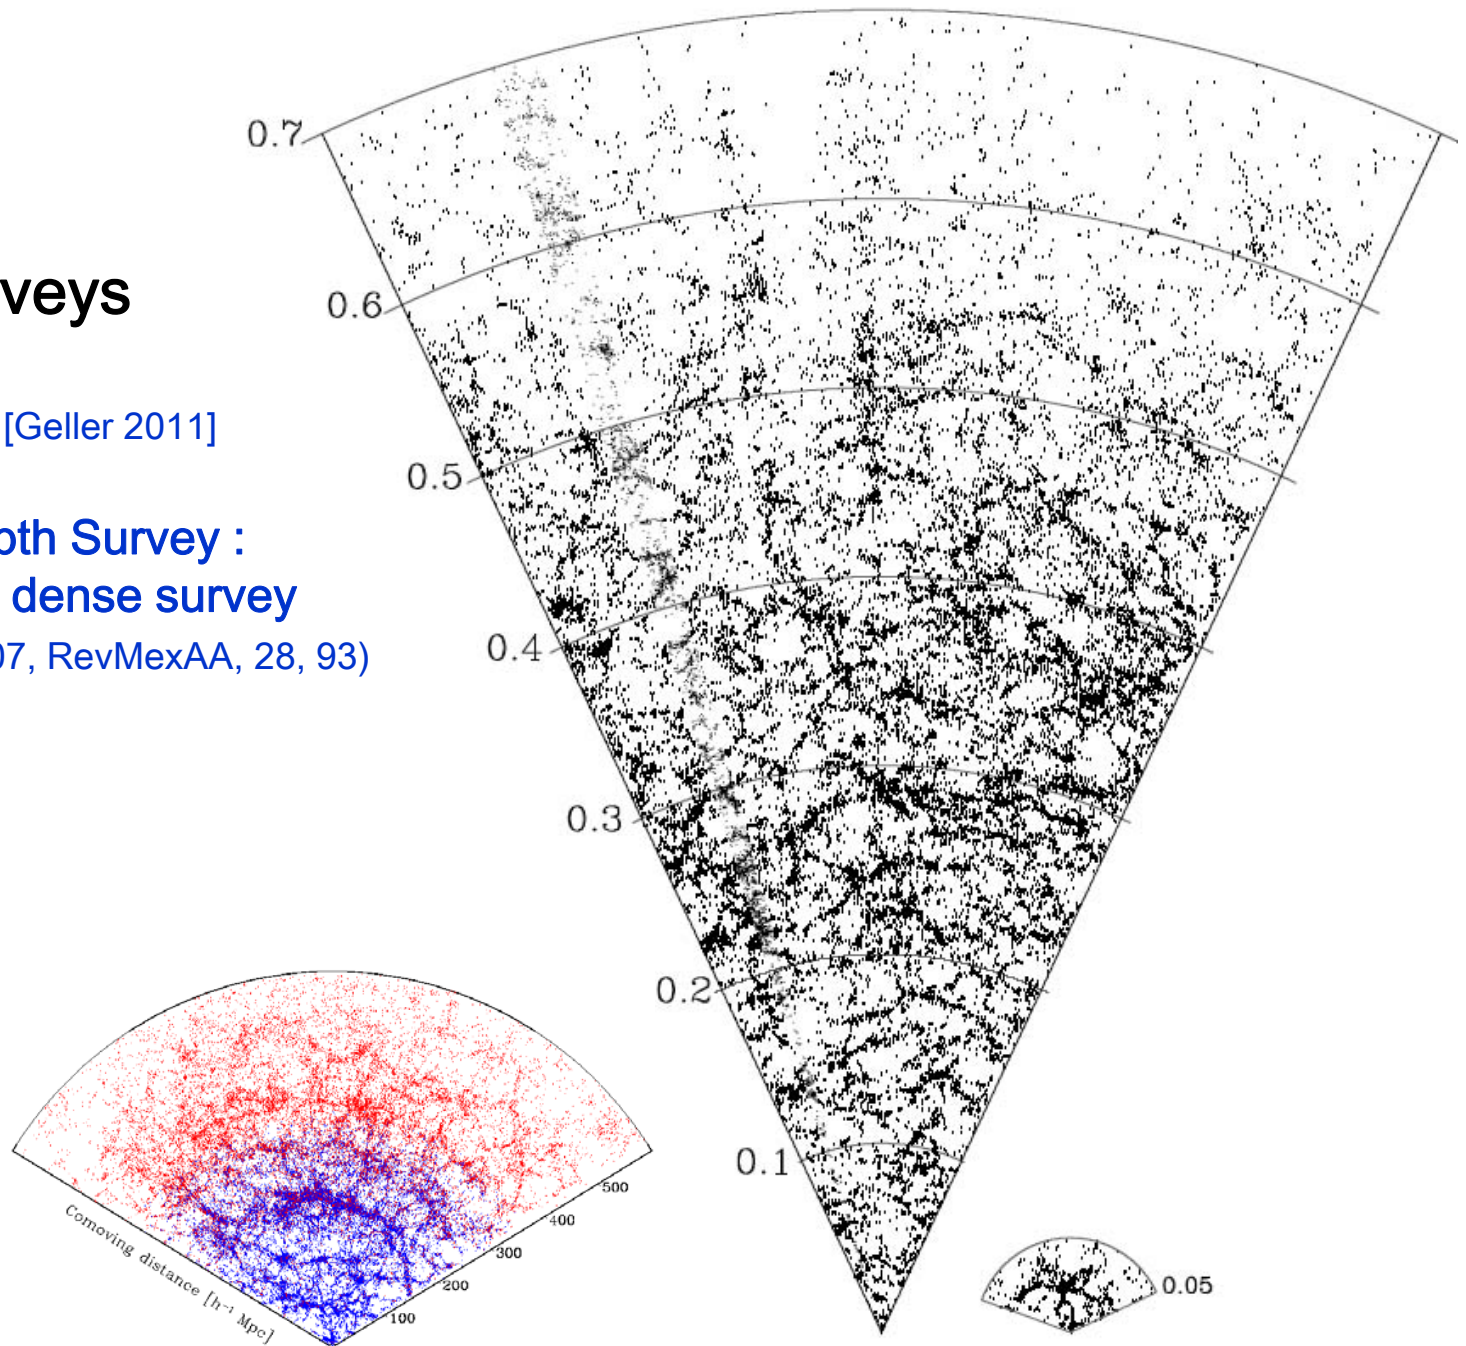 veys
[Geller 2011]
pth Survey :
dense survey
07, RevMexAA, 28, 93)
0.7
0.6
0.5
0.4
0.3
0.2
0.1
0.05
500
400
300
200
100
Comoving distance [h⁻¹ Mpc]